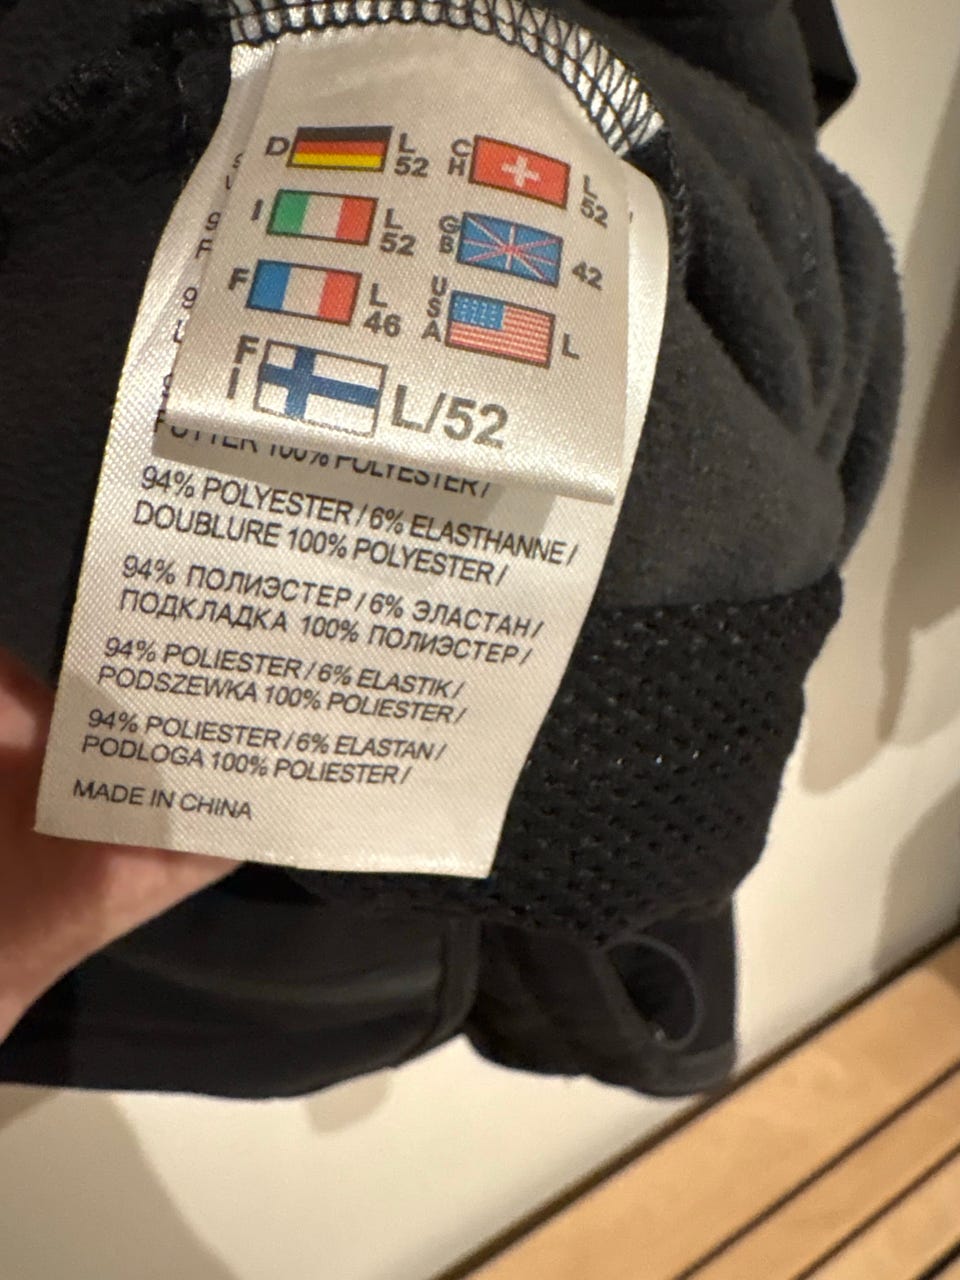 D L 52
CH L 52
I L 52
GB 42
F L 46
USA L
FI L/52
FUTTER 100% POLYESTER/
94% POLYESTER / 6% ELASTHANNE /
DOUBLURE 100% POLYESTER /
94% ПОЛИЭСТЕР / 6% ЭЛАСТАН /
ПОДКЛАДКА 100% ПОЛИЭСТЕР /
94% POLIESTER / 6% ELASTIK /
PODSZEWKA 100% POLIESTER /
94% POLIESTER / 6% ELASTAN /
PODLOGA 100% POLIESTER /
MADE IN CHINA